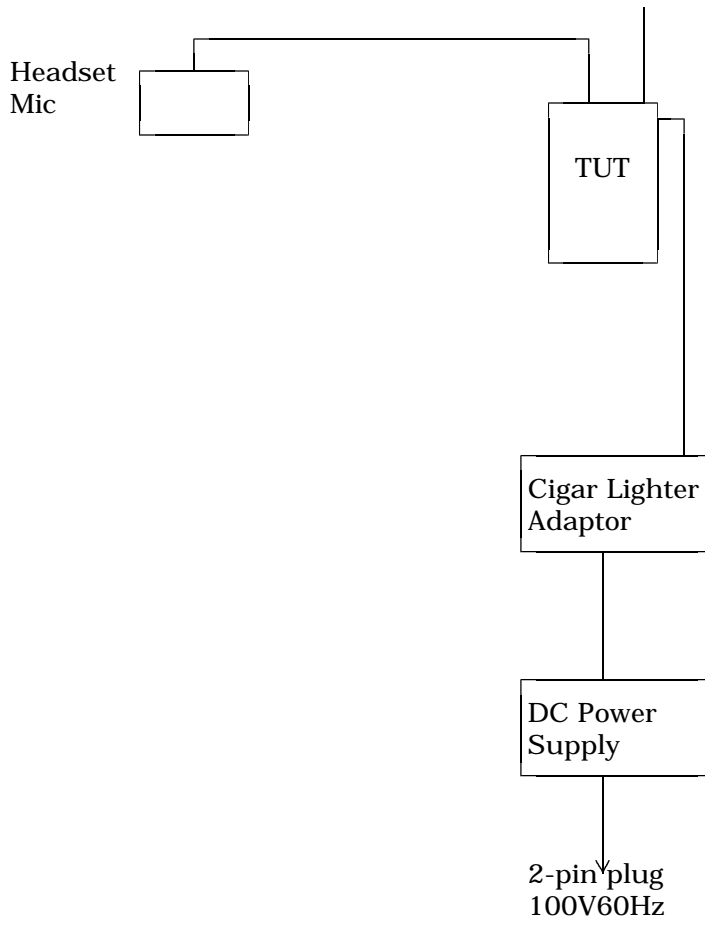 Headset
Mic
TUT
Cigar Lighter
Adaptor
DC Power
Supply
2-pin plug
100V60Hz